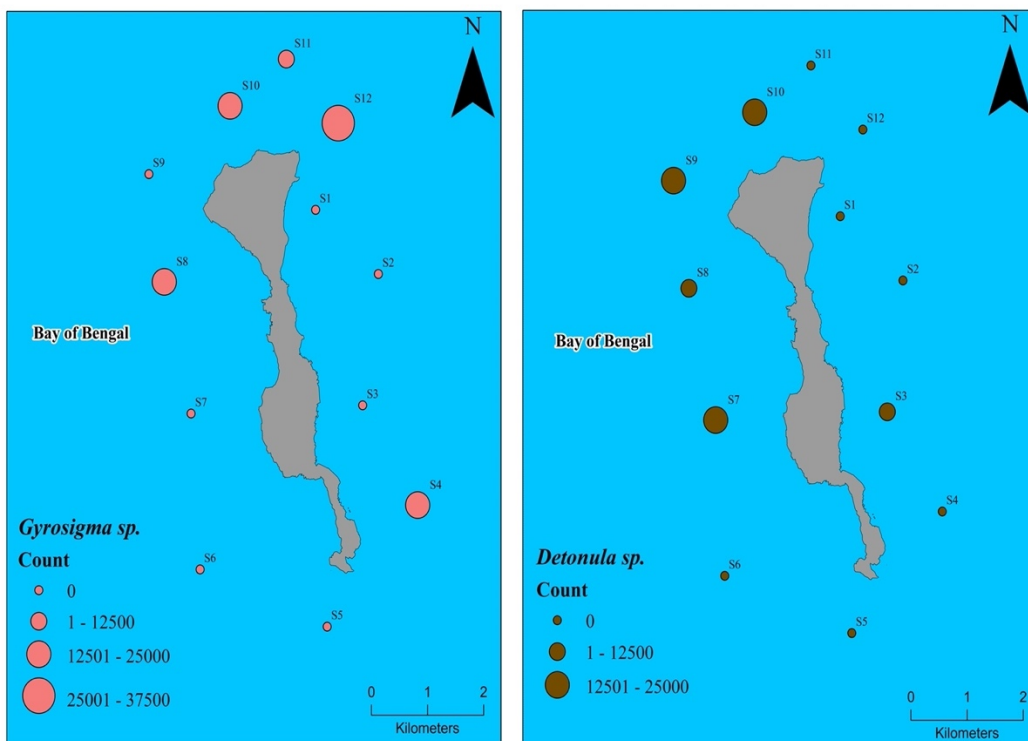 N
S11
S10
S12
S9
S1
S2
S8
Bay of Bengal
S3
S7
S4
Gyrosigma sp.
Count
0
1 - 12500
12501 - 25000
25001 - 37500
S6
S5
0 1 2
Kilometers
N
S11
S10
S12
S9
S1
S2
S8
Bay of Bengal
S3
S7
S4
S6
Detonula sp.
Count
0
1 - 12500
12501 - 25000
S5
0 1 2
Kilometers